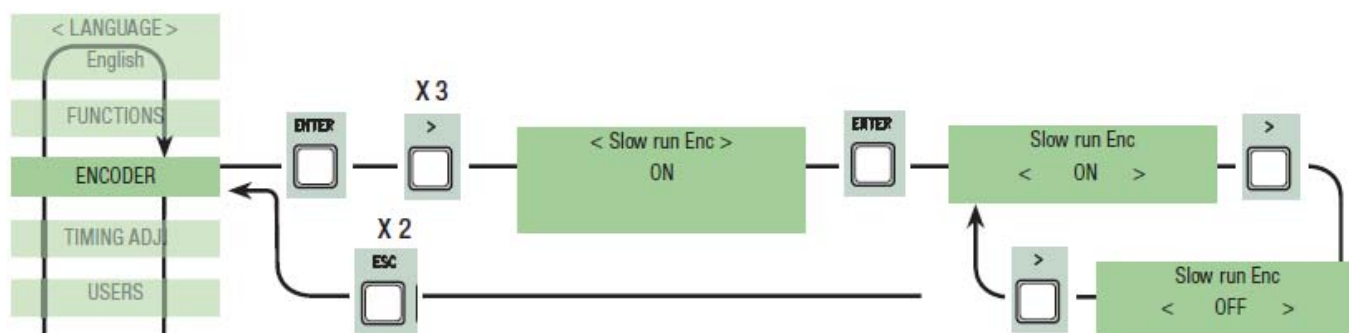 < LANGUAGE >
English
FUNCTIONS
ENCODER
TIMING ADJ.
USERS
ENTER
X 3
>
< Slow run Enc >
ON
ENTER
Slow run Enc
< ON >
>
X 2
ESC
>
Slow run Enc
< OFF >